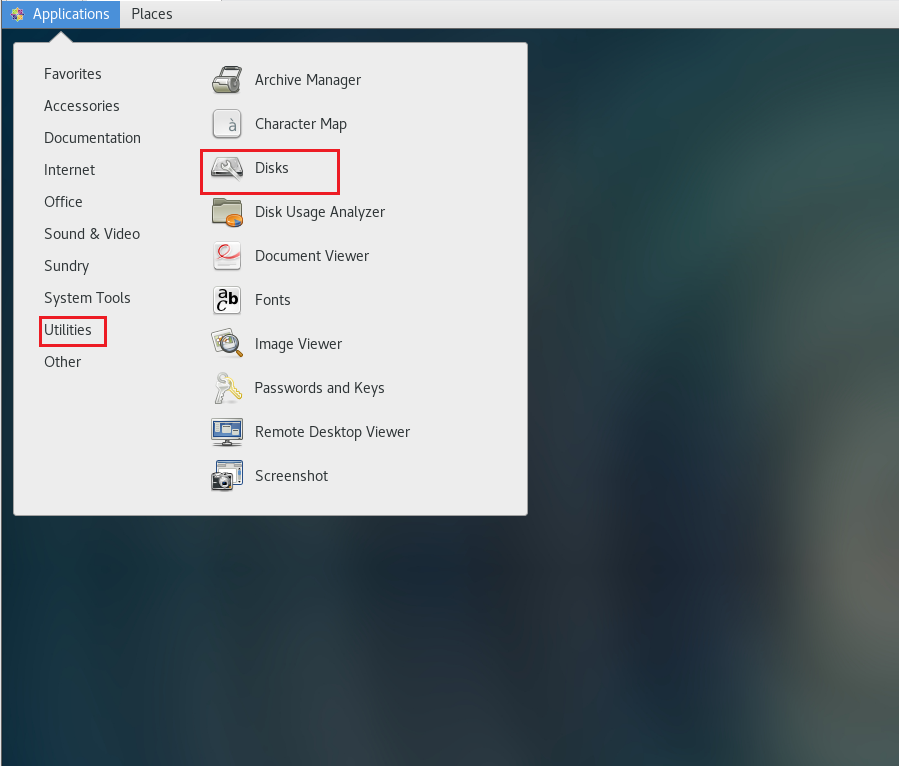 Applications Places
Favorites
Accessories
Documentation
Internet
Office
Sound & Video
Sundry
System Tools
Utilities
Other
Archive Manager
à
Character Map
Disks
Disk Usage Analyzer
Document Viewer
abc
Fonts
Image Viewer
Passwords and Keys
Remote Desktop Viewer
Screenshot